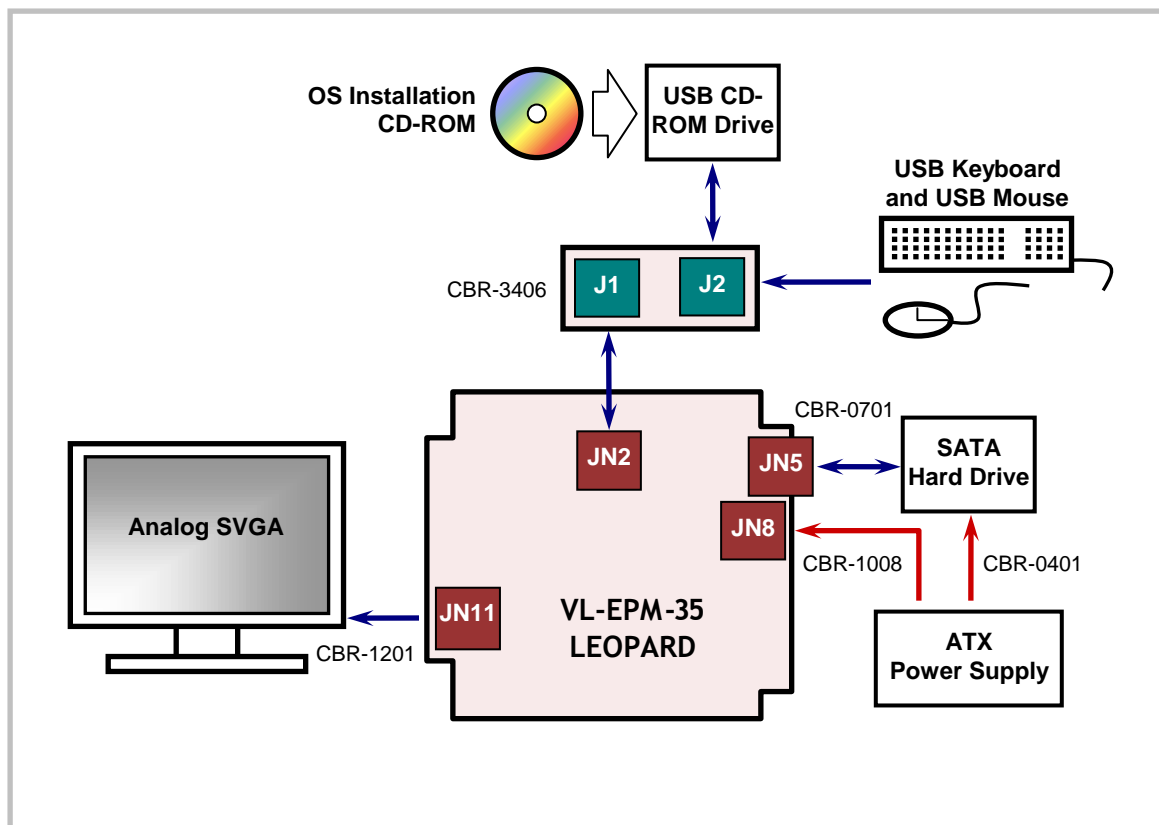 OS Installation
CD-ROM
USB CD-
ROM Drive
USB Keyboard
and USB Mouse
CBR-3406
J1
J2
CBR-0701
JN2
JN5
SATA
Hard Drive
Analog SVGA
JN8
CBR-1008
CBR-0401
JN11
VL-EPM-35
LEOPARD
CBR-1201
ATX
Power Supply